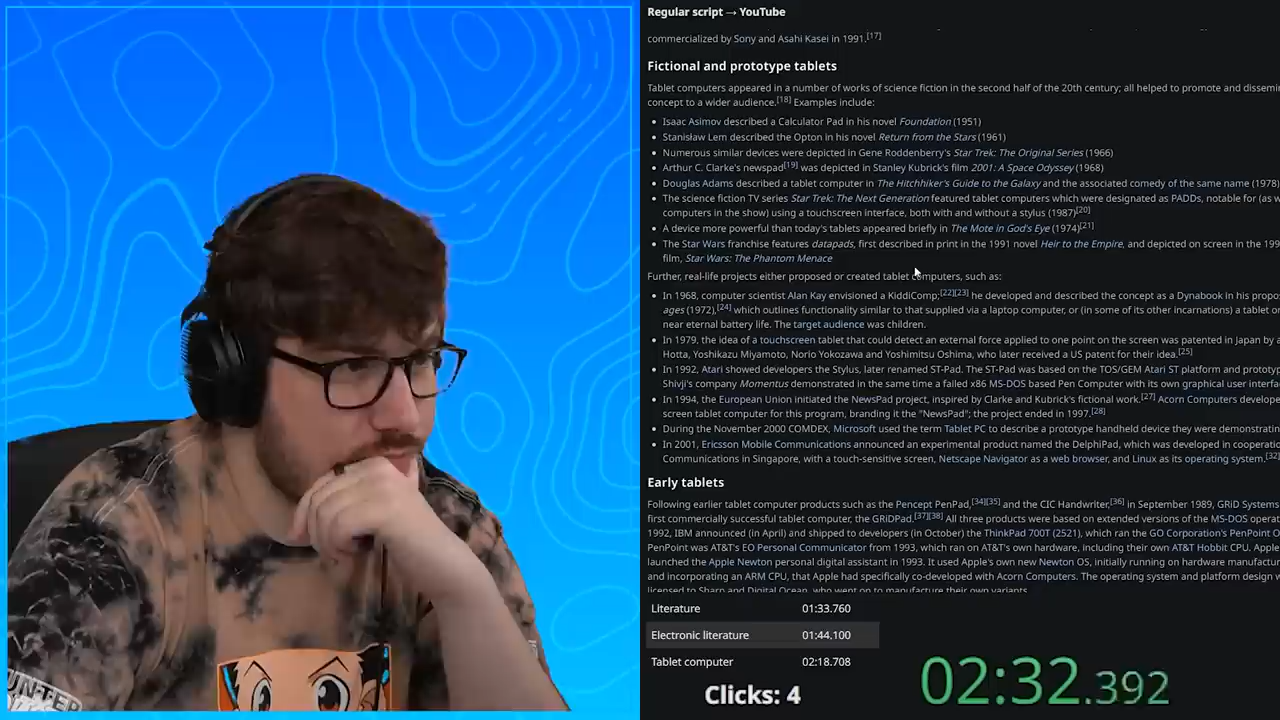 Regular script → YouTube
commercialized by Sony and Asahi Kasei in 1991.[17]
Fictional and prototype tablets
Tablet computers appeared in a number of works of science fiction in the second half of the 20th century; all helped to promote and dissemin
concept to a wider audience.[18] Examples include:
• Isaac Asimov described a Calculator Pad in his novel Foundation (1951)
• Stanisław Lem described the Opton in his novel Return from the Stars (1961)
• Numerous similar devices were depicted in Gene Roddenberry's Star Trek: The Original Series (1966)
• Arthur C. Clarke's newspad[19] was depicted in Stanley Kubrick's film 2001: A Space Odyssey (1968)
• Douglas Adams described a tablet computer in The Hitchhiker's Guide to the Galaxy and the associated comedy of the same name (1978)
• The science fiction TV series Star Trek: The Next Generation featured tablet computers which were designated as PADDs, notable for (as w
computers in the show) using a touchscreen interface, both with and without a stylus (1987)[20]
• A device more powerful than today's tablets appeared briefly in The Mote in God's Eye (1974)[21]
• The Star Wars franchise features datapads, first described in print in the 1991 novel Heir to the Empire, and depicted on screen in the 199
film, Star Wars: The Phantom Menace
Further, real-life projects either proposed or created tablet computers, such as:
• In 1968, computer scientist Alan Kay envisioned a KiddiComp;[22][23] he developed and described the concept as a Dynabook in his propo
ages (1972),[24] which outlines functionality similar to that supplied via a laptop computer, or (in some of its other incarnations) a tablet or
near eternal battery life. The target audience was children.
• In 1979, the idea of a touchscreen tablet that could detect an external force applied to one point on the screen was patented in Japan by a
Hotta, Yoshikazu Miyamoto, Norio Yokozawa and Yoshimitsu Oshima, who later received a US patent for their idea.[25]
• In 1992, Atari showed developers the Stylus, later renamed ST-Pad. The ST-Pad was based on the TOS/GEM Atari ST platform and prototyp
Shivji's company Momentus demonstrated in the same time a failed x86 MS-DOS based Pen Computer with its own graphical user interfa
• In 1994, the European Union initiated the NewsPad project, inspired by Clarke and Kubrick's fictional work.[27] Acorn Computers develope
screen tablet computer for this program, branding it the "NewsPad"; the project ended in 1997.[28]
• During the November 2000 COMDEX, Microsoft used the term Tablet PC to describe a prototype handheld device they were demonstratin
• In 2001, Ericsson Mobile Communications announced an experimental product named the DelphiPad, which was developed in cooperatio
Communications in Singapore, with a touch-sensitive screen, Netscape Navigator as a web browser, and Linux as its operating system.[32]
Early tablets
Following earlier tablet computer products such as the Pencept PenPad,[34][35] and the CIC Handwriter,[36] in September 1989, GRiD Systems
first commercially successful tablet computer, the GRiDPad.[37][38] All three products were based on extended versions of the MS-DOS operat
1992, IBM announced (in April) and shipped to developers (in October) the ThinkPad 700T (2521), which ran the GO Corporation's PenPoint O
PenPoint was AT&T's EO Personal Communicator from 1993, which ran on AT&T's own hardware, including their own AT&T Hobbit CPU. Apple
launched the Apple Newton personal digital assistant in 1993. It used Apple's own new Newton OS, initially running on hardware manufactur
and incorporating an ARM CPU, that Apple had specifically co-developed with Acorn Computers. The operating system and platform design w
licensed to Sharp and Digital Ocean, who went on to manufacture their own variants.
Literature 01:33.760
Electronic literature 01:44.100
Tablet computer 02:18.708
Clicks: 4
02:32.392